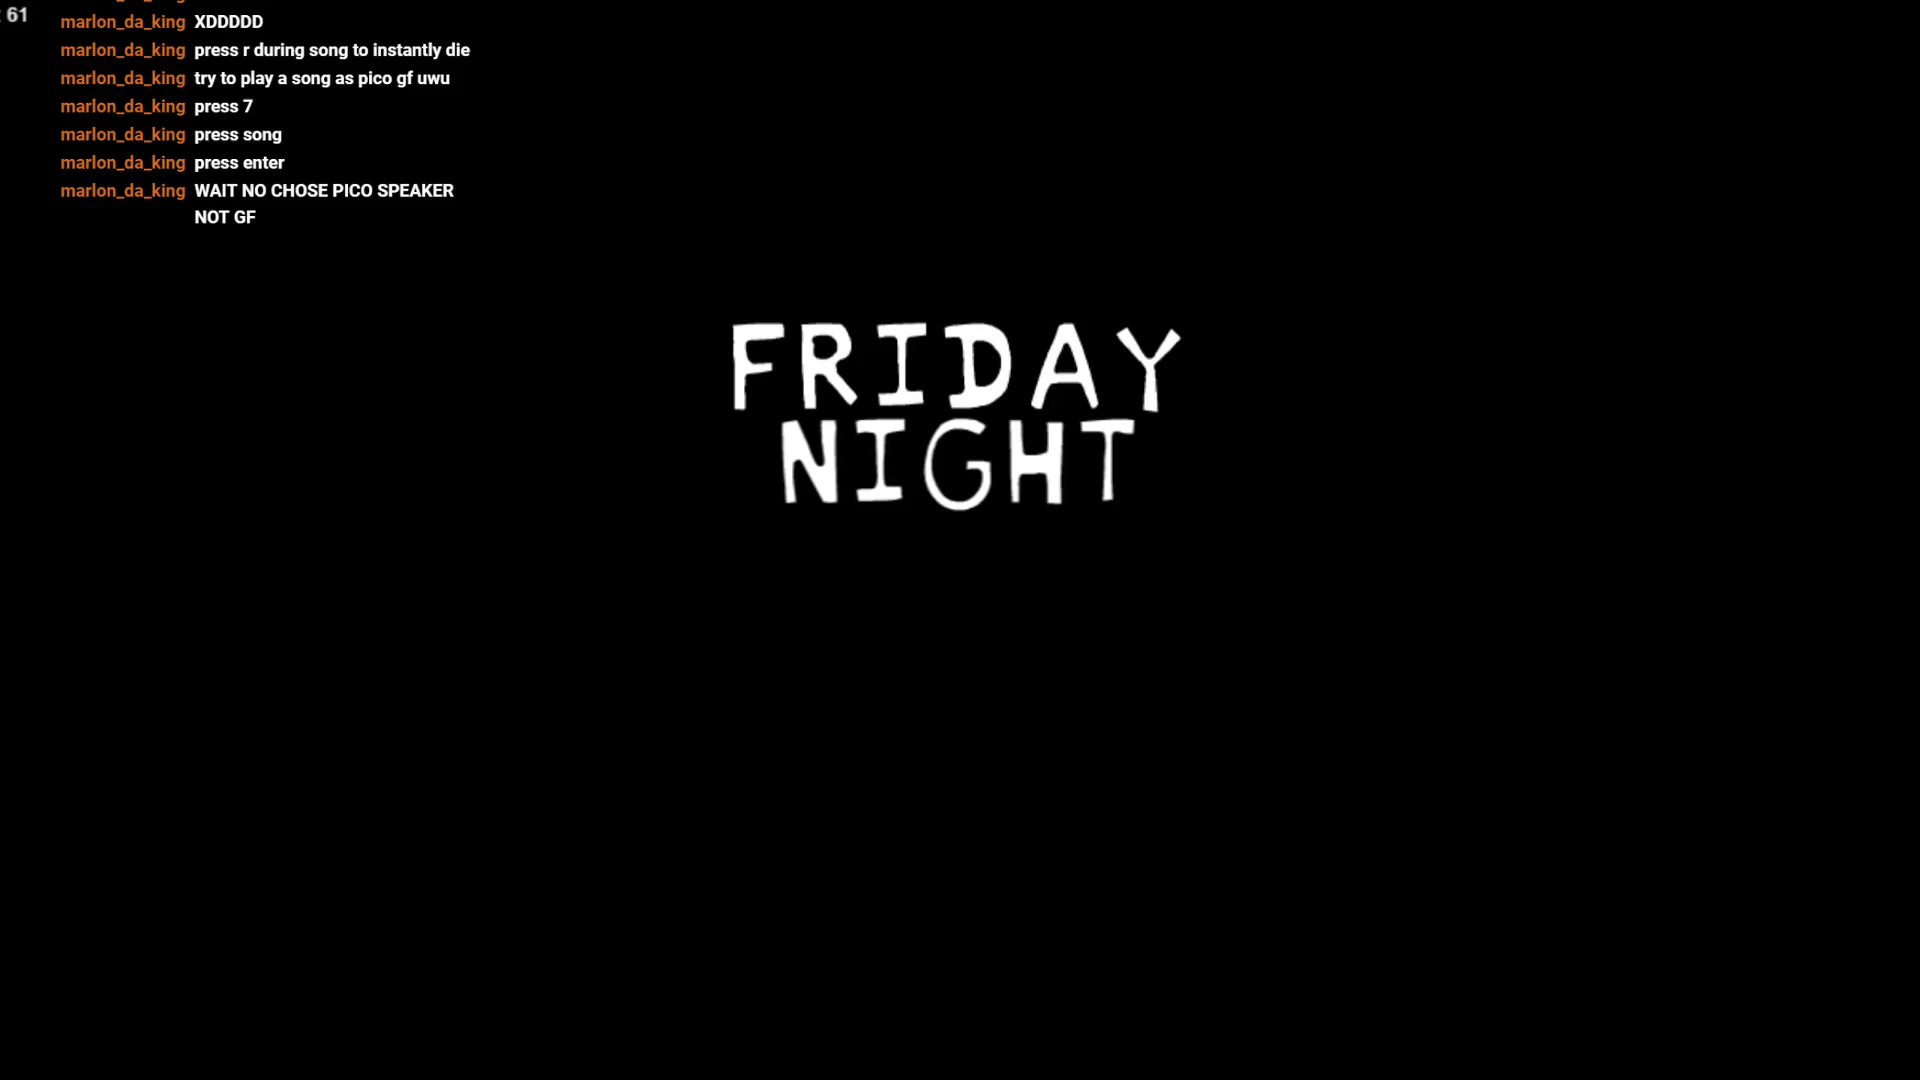 61
marlon_da_king XDDDDD
marlon_da_king press r during song to instantly die
marlon_da_king try to play a song as pico gf uwu
marlon_da_king press 7
marlon_da_king press song
marlon_da_king press enter
marlon_da_king WAIT NO CHOSE PICO SPEAKER
NOT GF
FRIDAY
NIGHT